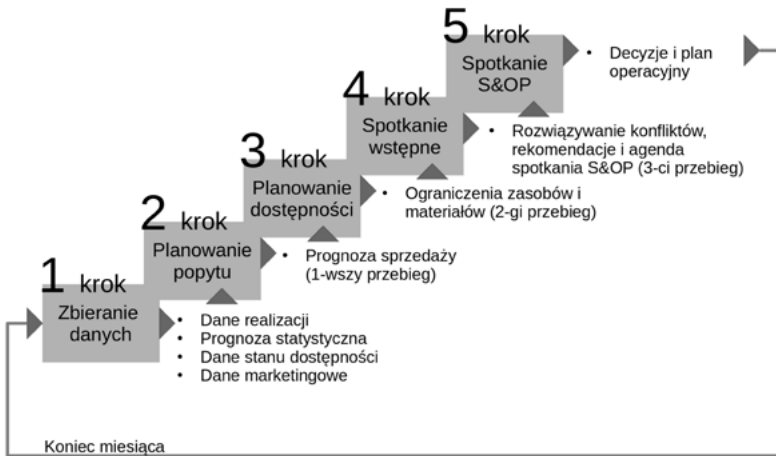 5 krok
Spotkanie
S&OP
• Decyzje i plan
operacyjny
4 krok
Spotkanie
wstępne
• Rozwiązywanie konfliktów,
rekomendacje i agenda
spotkania S&OP (3-ci przebieg)
3 krok
Planowanie
dostępności
• Ograniczenia zasobów i
materiałów (2-gi przebieg)
2 krok
Planowanie
popytu
• Prognoza sprzedaży
(1-wszy przebieg)
1 krok
Zbieranie
danych
• Dane realizacji
• Prognoza statystyczna
• Dane stanu dostępności
• Dane marketingowe
Koniec miesiąca